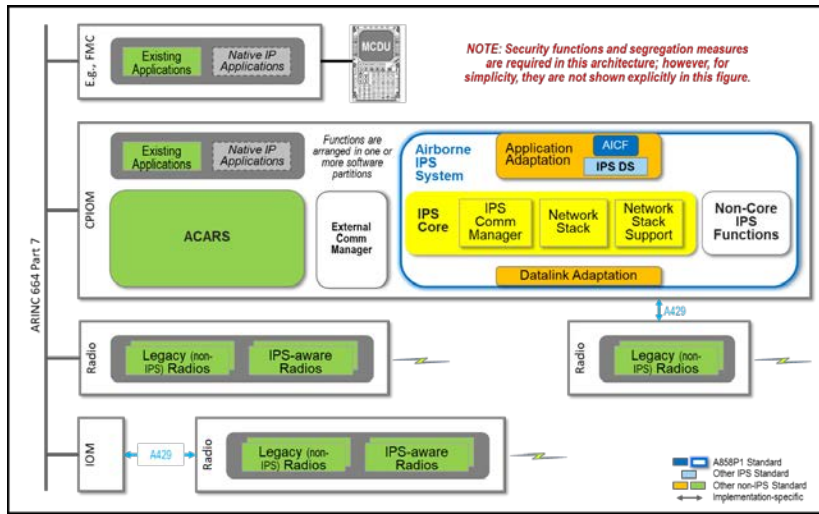 E.g., FMC
Existing
Applications
Native IP
Applications
MCDU
NOTE: Security functions and segregation measures
are required in this architecture; however, for
simplicity, they are not shown explicitly in this figure.
ARINC 664 Part 7
CPIOM
Existing
Applications
Native IP
Applications
Functions are
arranged in one or
more software
partitions
ACARS
External
Comm
Manager
Airborne
IPS
System
Application
Adaptation
AICF
IPS DS
IPS
Core
IPS
Comm
Manager
Network
Stack
Network
Stack
Support
Non-Core
IPS
Functions
Datalink Adaptation
A429
Radio
Legacy (non-
IPS) Radios
IPS-aware
Radios
Radio
Legacy (non-
IPS) Radios
IOM
A429
Radio
Legacy (non-
IPS) Radios
IPS-aware
Radios
A858P1 Standard
Other IPS Standard
Other non-IPS Standard
Implementation-specific